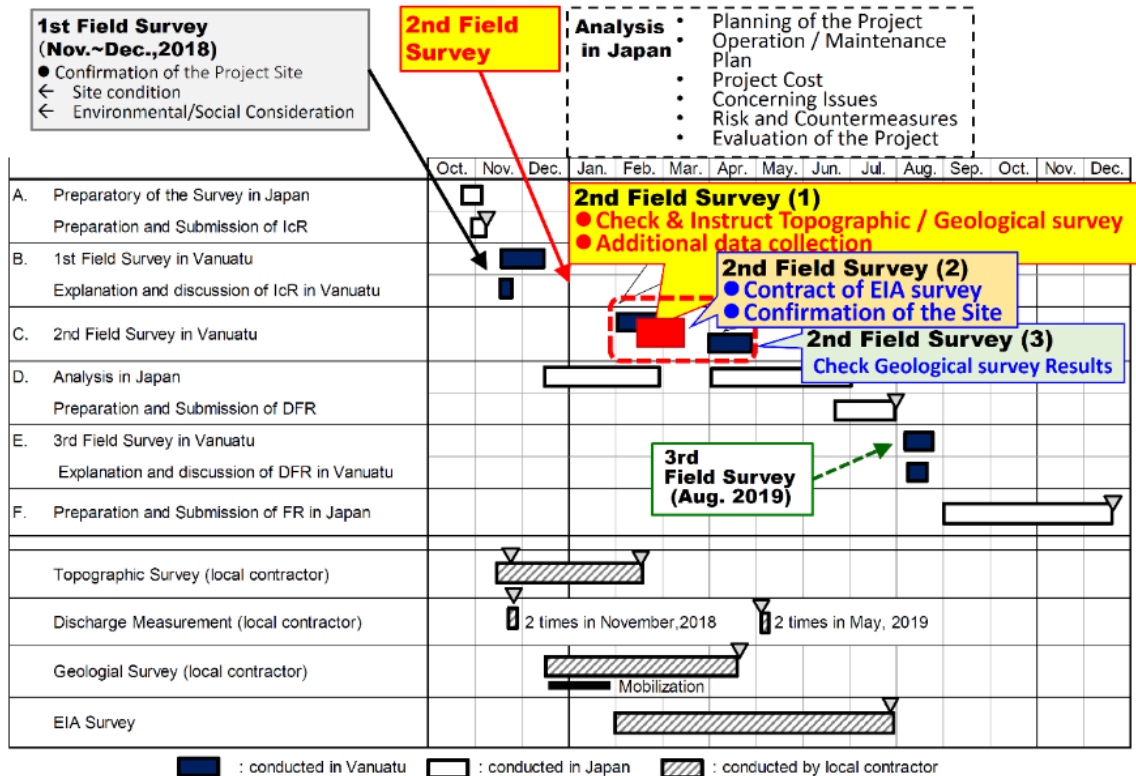 1st Field Survey
(Nov.~Dec.,2018)
● Confirmation of the Project Site
← Site condition
← Environmental/Social Consideration
2nd Field
Survey
Analysis
in Japan
• Planning of the Project
• Operation / Maintenance
Plan
• Project Cost
• Concerning Issues
• Risk and Countermeasures
• Evaluation of the Project
Oct. Nov. Dec. Jan. Feb. Mar. Apr. May. Jun. Jul. Aug. Sep. Oct. Nov. Dec.
A. Preparatory of the Survey in Japan
Preparation and Submission of IcR
B. 1st Field Survey in Vanuatu
Explanation and discussion of IcR in Vanuatu
C. 2nd Field Survey in Vanuatu
D. Analysis in Japan
Preparation and Submission of DFR
E. 3rd Field Survey in Vanuatu
Explanation and discussion of DFR in Vanuatu
F. Preparation and Submission of FR in Japan
2nd Field Survey (1)
● Check & Instruct Topographic / Geological survey
● Additional data collection
2nd Field Survey (2)
● Contract of EIA survey
● Confirmation of the Site
2nd Field Survey (3)
Check Geological survey Results
3rd
Field Survey
(Aug. 2019)
Topographic Survey (local contractor)
Discharge Measurement (local contractor)
2 times in November,2018
2 times in May, 2019
Geologial Survey (local contractor)
Mobilization
EIA Survey
: conducted in Vanuatu
: conducted in Japan
: conducted by local contractor